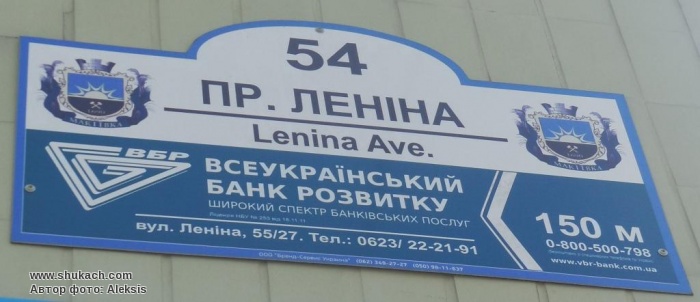 54
ПР. ЛЕНІНА
Lenina Ave.
МАКІЇВКА
МАКІЇВКА
ВБР
ВСЕУКРАЇНСЬКИЙ
БАНК РОЗВИТКУ
ШИРОКИЙ СПЕКТР БАНКІВСЬКИХ ПОСЛУГ
вул. Леніна, 55/27. Тел.: 0623/ 22-21-91
150 м
0-800-500-798
www.vbr-bank.com.ua
www.shukach.com
Автор фото: Aleksis